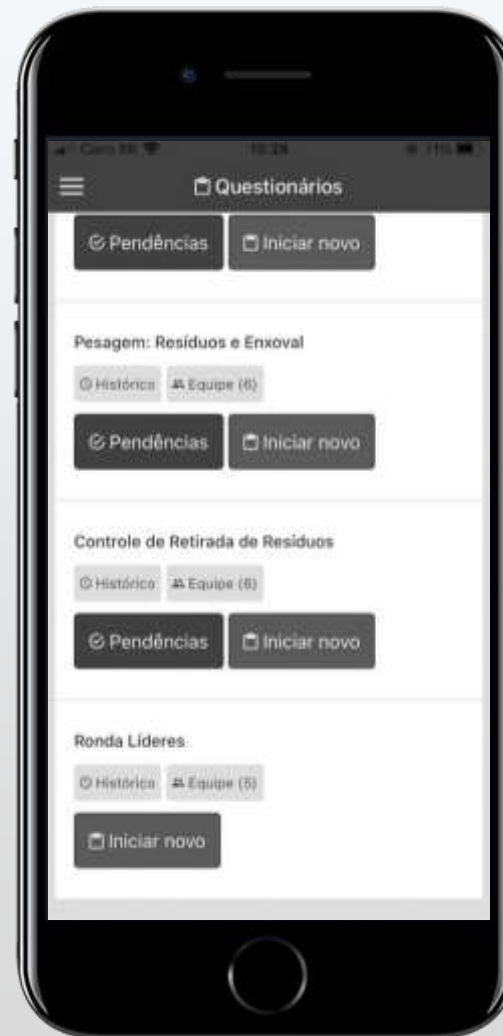 Questionários
Pendências Iniciar novo
Pesagem: Resíduos e Enxoval
Histórico Equipe (6)
Pendências Iniciar novo
Controle de Retirada de Resíduos
Histórico Equipe (6)
Pendências Iniciar novo
Ronda Líderes
Histórico Equipe (5)
Iniciar novo